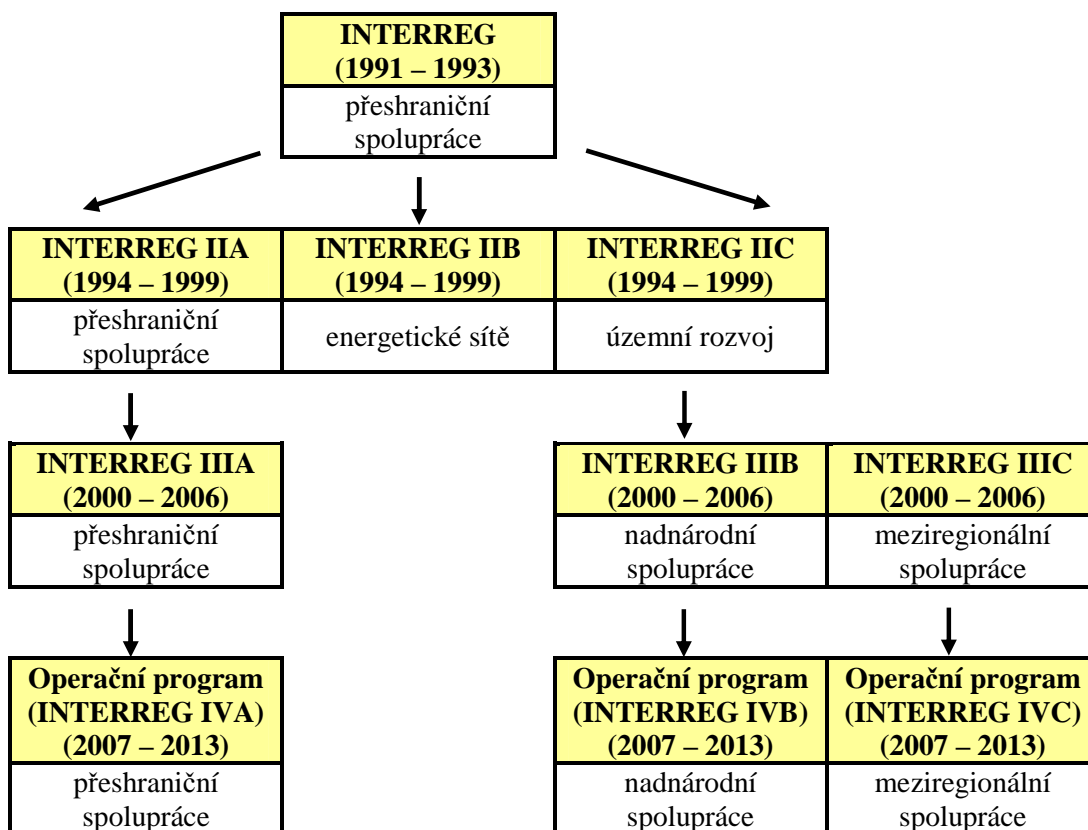 INTERREG
(1991 – 1993)
přeshraniční
spolupráce
INTERREG IIA
(1994 – 1999)
přeshraniční
spolupráce
INTERREG IIB
(1994 – 1999)
energetické sítě
INTERREG IIC
(1994 – 1999)
územní rozvoj
INTERREG IIIA
(2000 – 2006)
přeshraniční
spolupráce
INTERREG IIIB
(2000 – 2006)
nadnárodní
spolupráce
INTERREG IIIC
(2000 – 2006)
meziregionální
spolupráce
Operační program
(INTERREG IVA)
(2007 – 2013)
přeshraniční
spolupráce
Operační program
(INTERREG IVB)
(2007 – 2013)
nadnárodní
spolupráce
Operační program
(INTERREG IVC)
(2007 – 2013)
meziregionální
spolupráce